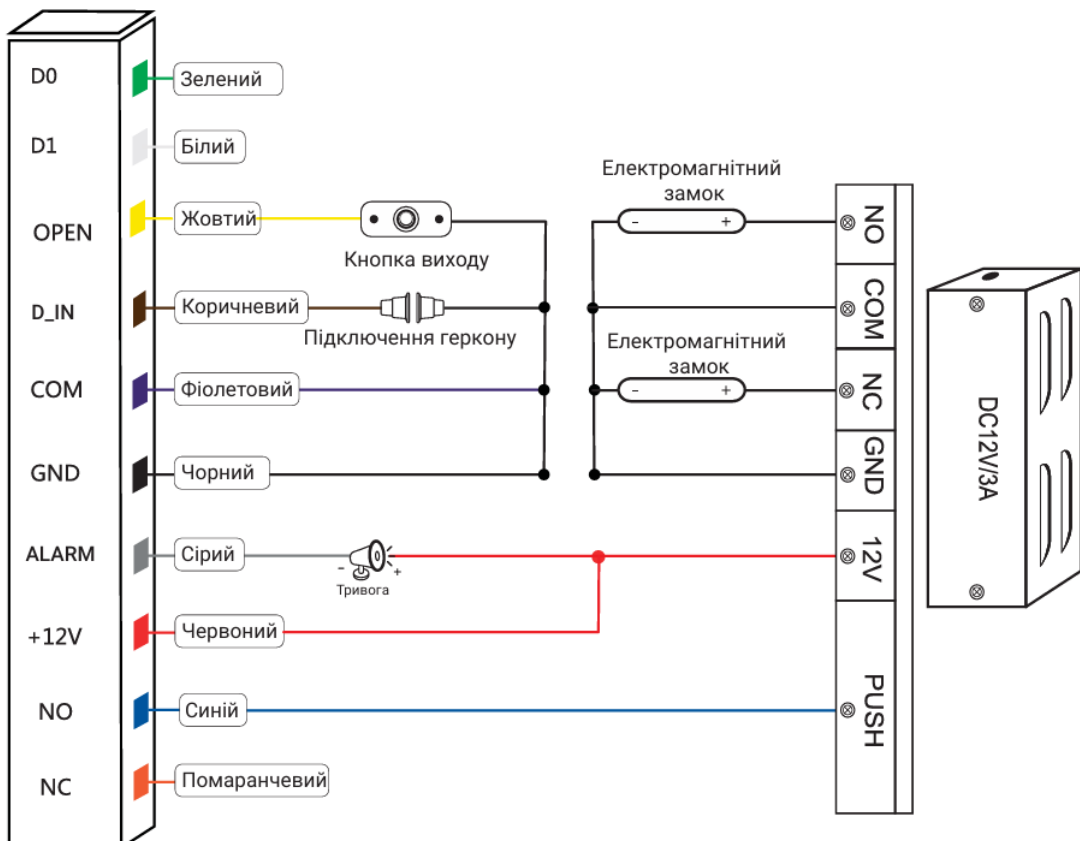 D0
Зелений
D1
Білий
OPEN
Жовтий
Кнопка виходу
D_IN
Коричневий
Підключення геркону
COM
Фіолетовий
GND
Чорний
ALARM
Сірий
-
+
Тривога
+12V
Червоний
NO
Синій
NC
Помаранчевий
Електромагнітний
замок
-
+
Електромагнітний
замок
-
+
NO
COM
NC
GND
12V
PUSH
DC12V/3A